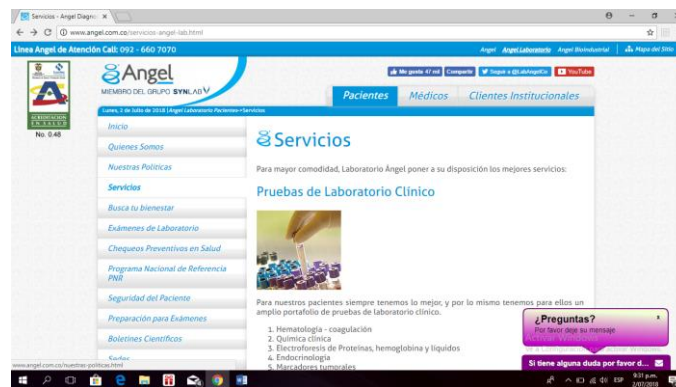 Servicios - Angel Diagno
www.angel.com.co/servicios-angel-lab.html
Linea Angel de Atención Cali: 092 - 660 7070
Angel Angel Laboratorio Angel Bioindustrial Mapa del Sitio
Angel
MIEMBRO DEL GRUPO SYNLAB
Me gusta 47 mil Compartir Seguir a @LabAngelCo YouTube
Pacientes Médicos Clientes Institucionales
Lunes, 2 de Julio de 2018 | Angel Laboratorio Pacientes->Servicios
ACREDITACION
EN SALUD
No. 0.48
Inicio
Quienes Somos
Nuestras Politicas
Servicios
Busca tu bienestar
Exámenes de Laboratorio
Chequeos Preventivos en Salud
Programa Nacional de Referencia
PNR
Seguridad del Paciente
Preparación para Exámenes
Boletines Científicos
Sedes
Servicios
Para mayor comodidad, Laboratorio Ángel poner a su disposición los mejores servicios:
Pruebas de Laboratorio Clínico
Para nuestros pacientes siempre tenemos lo mejor, y por lo mismo tenemos para ellos un
amplio portafolio de pruebas de laboratorio clínico.
1. Hematología - coagulación
2. Química clínica
3. Electroforesis de Proteínas, hemoglobina y líquidos
4. Endocrinología
5. Marcadores tumorales
¿Preguntas? x
Por favor deje su mensaje
Activar Windows
Si tiene alguna duda por favor d...
www.angel.com.co/nuestras-politicas.html
ESP
9:31 p.m.
2/07/2018